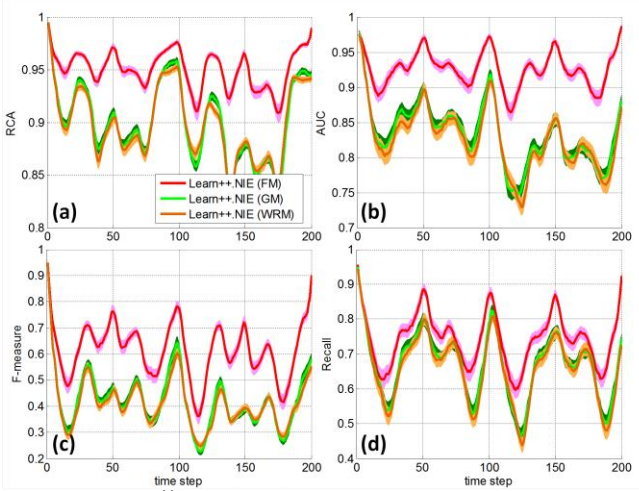 1
0.95
0.9
0.85
0.8
RCA
0 50 100 150 200
(a)
Learn++.NIE (FM)
Learn++.NIE (GM)
Learn++.NIE (WRM)
1
0.95
0.9
0.85
0.8
0.75
0.7
AUC
0 50 100 150 200
(b)
1
0.9
0.8
0.7
0.6
0.5
0.4
0.3
0.2
F-measure
0 50 100 150 200
time step
(c)
1
0.9
0.8
0.7
0.6
0.5
0.4
Recall
0 50 100 150 200
time step
(d)